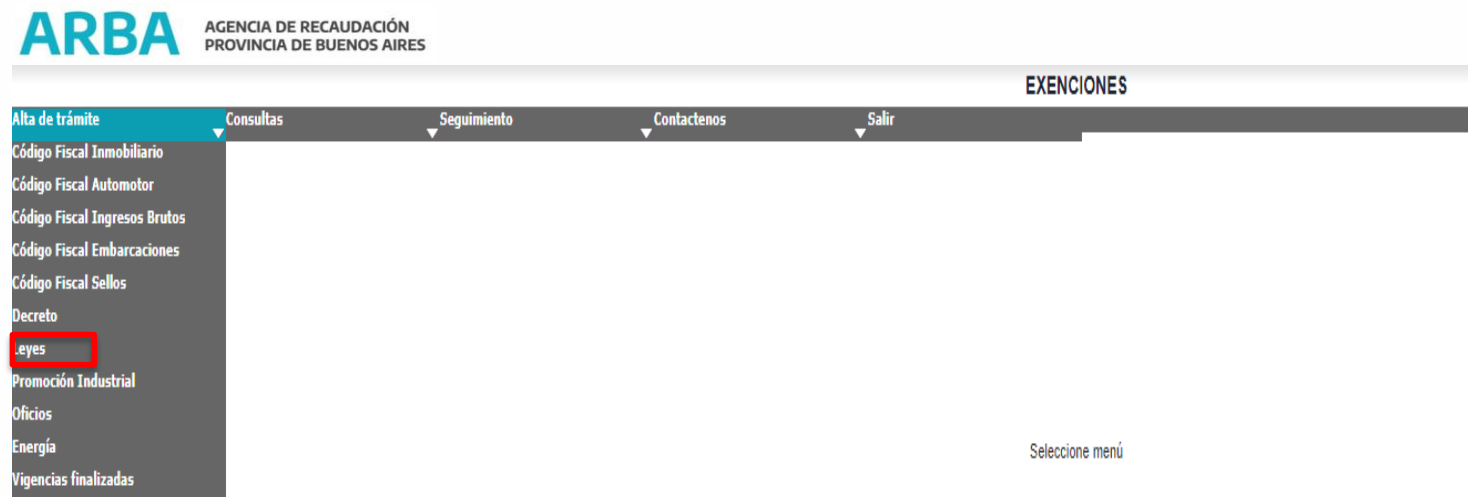 ARBA
AGENCIA DE RECAUDACIÓN
PROVINCIA DE BUENOS AIRES
EXENCIONES
Alta de trámite Consultas Seguimiento Contactenos Salir
Código Fiscal Inmobiliario
Código Fiscal Automotor
Código Fiscal Ingresos Brutos
Código Fiscal Embarcaciones
Código Fiscal Sellos
Decreto
Leyes
Promoción Industrial
Oficios
Energía
Seleccione menú
Vigencias finalizadas